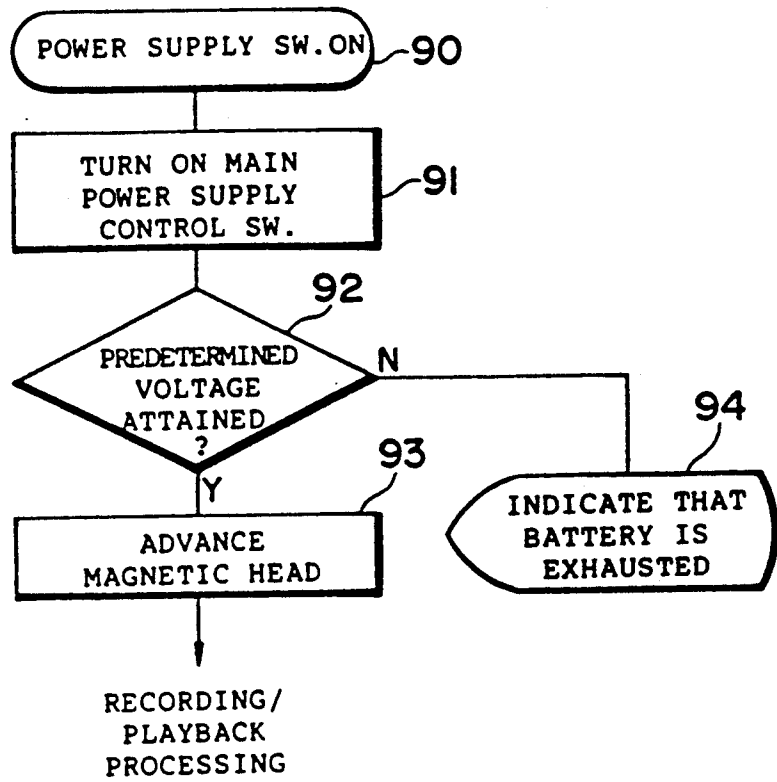 POWER SUPPLY SW.ON
90
TURN ON MAIN
POWER SUPPLY
CONTROL SW.
91
92
PREDETERMINED
VOLTAGE
ATTAINED
?
N
Y
93
ADVANCE
MAGNETIC HEAD
94
INDICATE THAT
BATTERY IS
EXHAUSTED
RECORDING/
PLAYBACK
PROCESSING